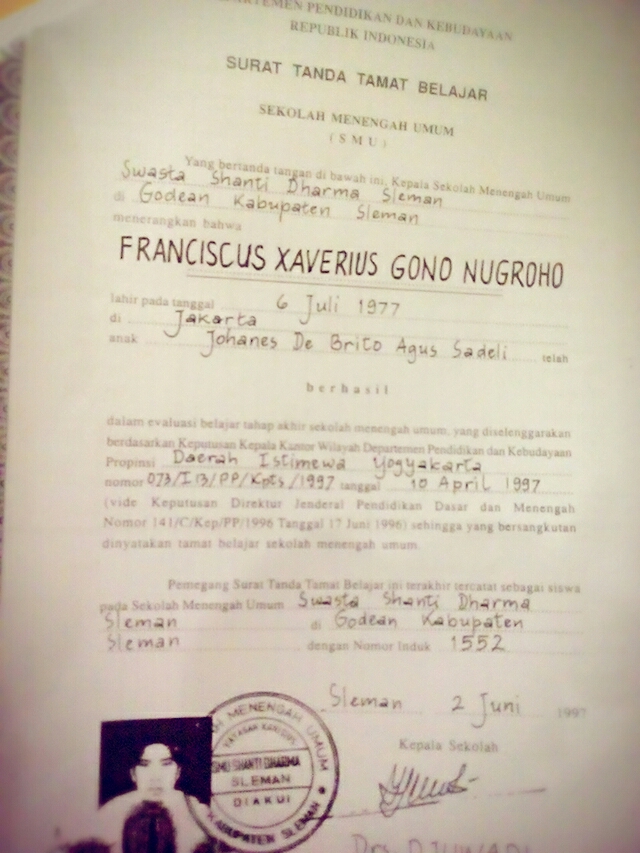 DEPARTEMEN PENDIDIKAN DAN KEBUDAYAAN
REPUBLIK INDONESIA
SURAT TANDA TAMAT BELAJAR
SEKOLAH MENENGAH UMUM
( S M U )
Yang bertanda tangan di bawah ini, Kepala Sekolah Menengah Umum
Swasta Shanti Dharma Sleman
di Godean Kabupaten Sleman
menerangkan bahwa
FRANCISCUS XAVERIUS GONO NUGROHO
lahir pada tanggal 6 Juli 1977
di Jakarta
anak Johanes De Brito Agus Sadeli telah
berhasil
dalam evaluasi belajar tahap akhir sekolah menengah umum, yang diselenggarakan
berdasarkan Keputusan Kepala Kantor Wilayah Departemen Pendidikan dan Kebudayaan
Propinsi Daerah Istimewa Yogyakarta
nomor 073/I13/PP/Kpts/1997 tanggal 10 April 1997
(vide Keputusan Direktur Jenderal Pendidikan Dasar dan Menengah
Nomor 141/C/Kep/PP/1996 Tanggal 17 Juni 1996) sehingga yang bersangkutan
dinyatakan tamat belajar sekolah menengah umum.
Pemegang Surat Tanda Tamat Belajar ini terakhir tercatat sebagai siswa
pada Sekolah Menengah Umum Swasta Shanti Dharma
Sleman di Godean Kabupaten
Sleman dengan Nomor Induk 1552
Sleman 2 Juni 1997
Kepala Sekolah
MENENGAH UMUM
SMU SHANTI DHARMA
SLEMAN
DIAKUI
KABUPATEN SLEMAN
Drs.